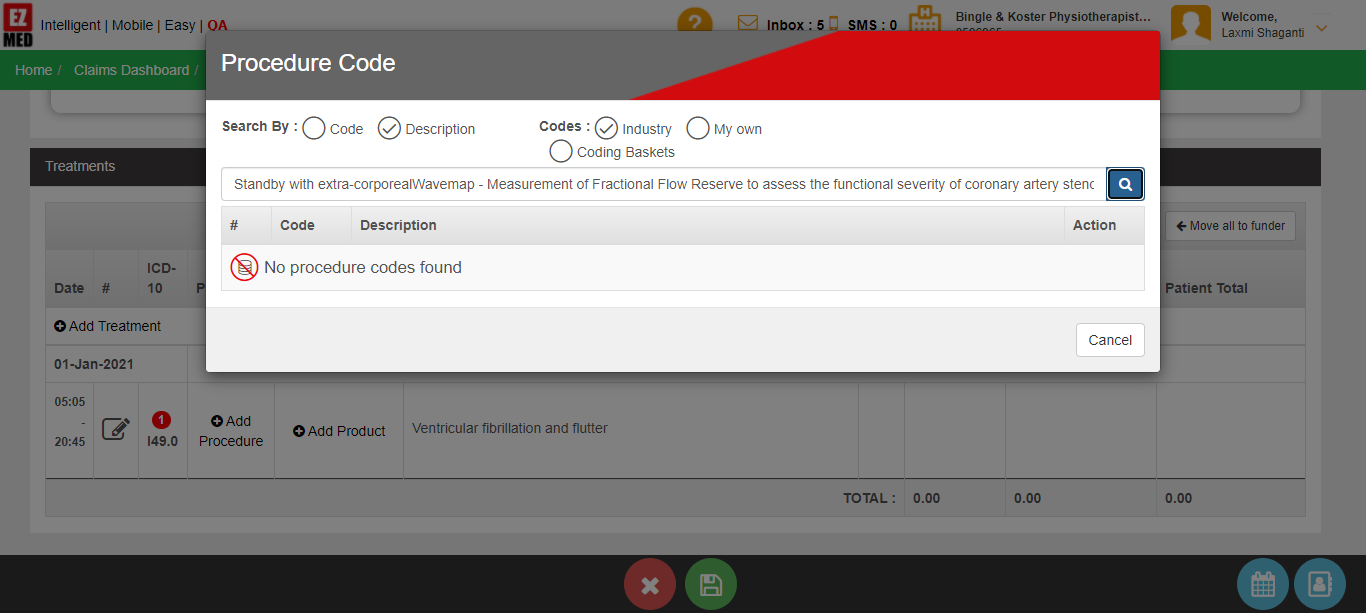 EZ MED
Intelligent | Mobile | Easy | QA
?
Inbox : 5 SMS : 0
H
Bingle & Koster Physiotherapist...
Welcome,
Laxmi Shaganti
Home / Claims Dashboard /
Procedure Code
Search By : Code Description Codes : Industry My own
Coding Baskets
Standby with extra-corporealWavemap - Measurement of Fractional Flow Reserve to assess the functional severity of coronary artery stenc
Treatments
# Code Description Action
Move all to funder
No procedure codes found
Date # ICD-10 P Patient Total
Add Treatment
Cancel
01-Jan-2021
05:05 - 20:45
1
I49.0
Add Procedure
Add Product
Ventricular fibrillation and flutter
TOTAL : 0.00 0.00 0.00